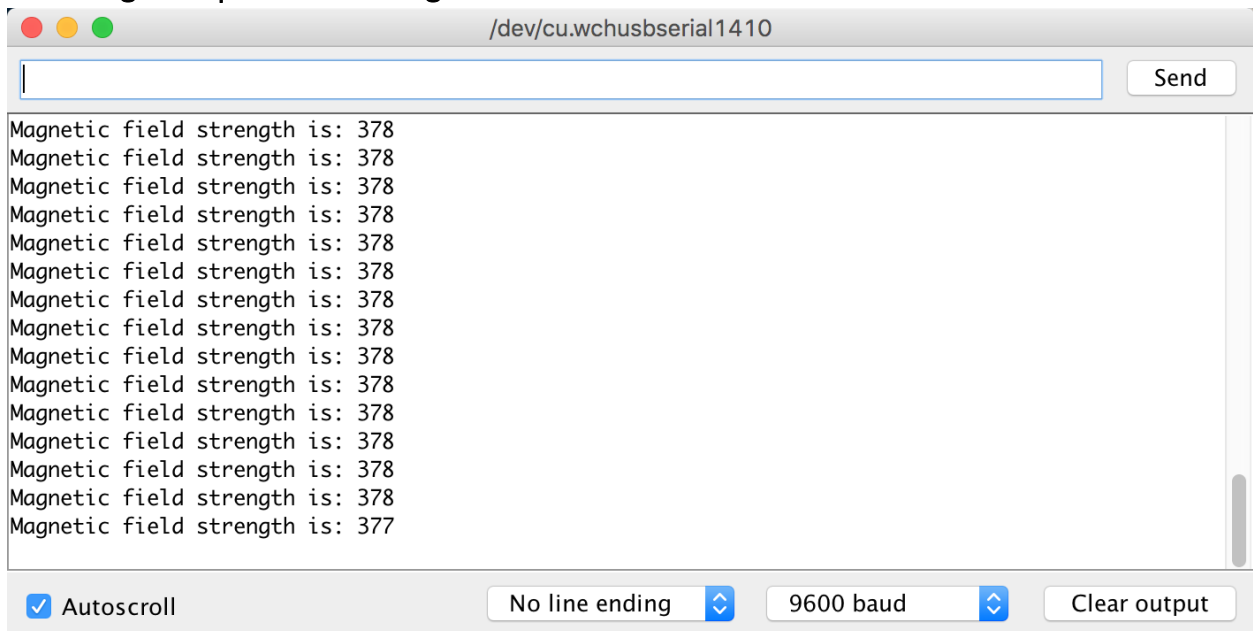 /dev/cu.wchusbserial1410
Send
Magnetic field strength is: 378
Magnetic field strength is: 378
Magnetic field strength is: 378
Magnetic field strength is: 378
Magnetic field strength is: 378
Magnetic field strength is: 378
Magnetic field strength is: 378
Magnetic field strength is: 378
Magnetic field strength is: 378
Magnetic field strength is: 378
Magnetic field strength is: 378
Magnetic field strength is: 378
Magnetic field strength is: 378
Magnetic field strength is: 378
Magnetic field strength is: 377
Autoscroll No line ending 9600 baud Clear output